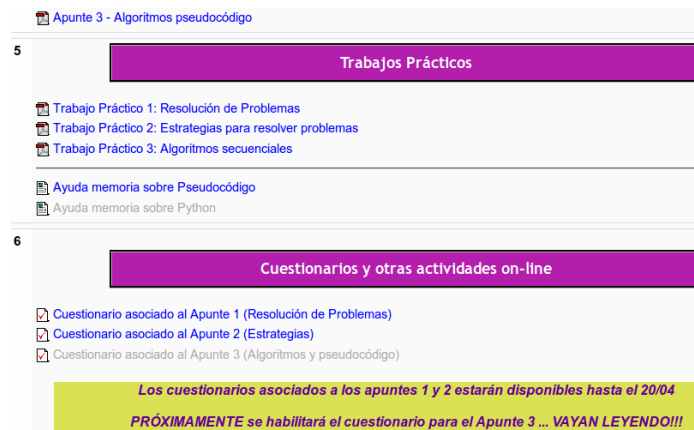 Apunte 3 - Algoritmos pseudocódigo
5
Trabajos Prácticos
Trabajo Práctico 1: Resolución de Problemas
Trabajo Práctico 2: Estrategias para resolver problemas
Trabajo Práctico 3: Algoritmos secuenciales
Ayuda memoria sobre Pseudocódigo
Ayuda memoria sobre Python
6
Cuestionarios y otras actividades on-line
Cuestionario asociado al Apunte 1 (Resolución de Problemas)
Cuestionario asociado al Apunte 2 (Estrategias)
Cuestionario asociado al Apunte 3 (Algoritmos y pseudocódigo)
Los cuestionarios asociados a los apuntes 1 y 2 estarán disponibles hasta el 20/04
PRÓXIMAMENTE se habilitará el cuestionario para el Apunte 3 ... VAYAN LEYENDO!!!